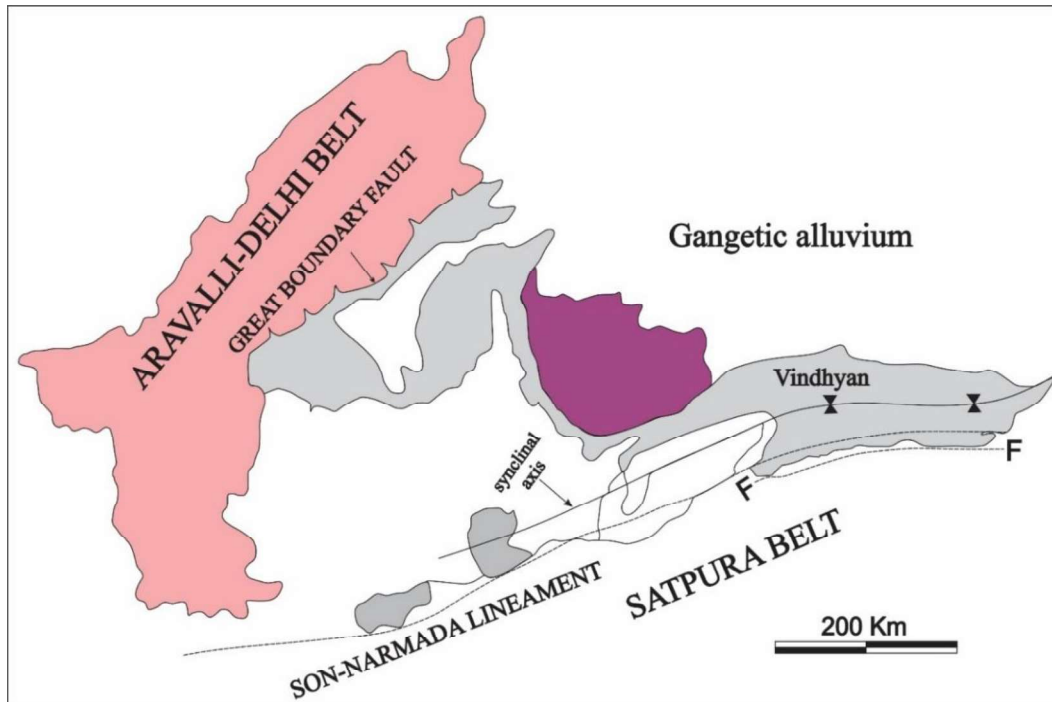 ARAVALLI-DELHI BELT
GREAT BOUNDARY FAULT
Gangetic alluvium
Vindhyan
synclinal
axis
F
F
SON-NARMADA LINEAMENT
SATPURA BELT
200 Km